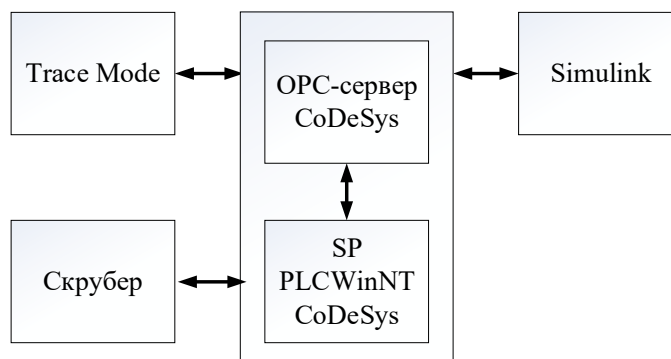 Trace Mode
OPC-сервер
CoDeSys
Simulink
Скрубер
SP
PLCWinNT
CoDeSys